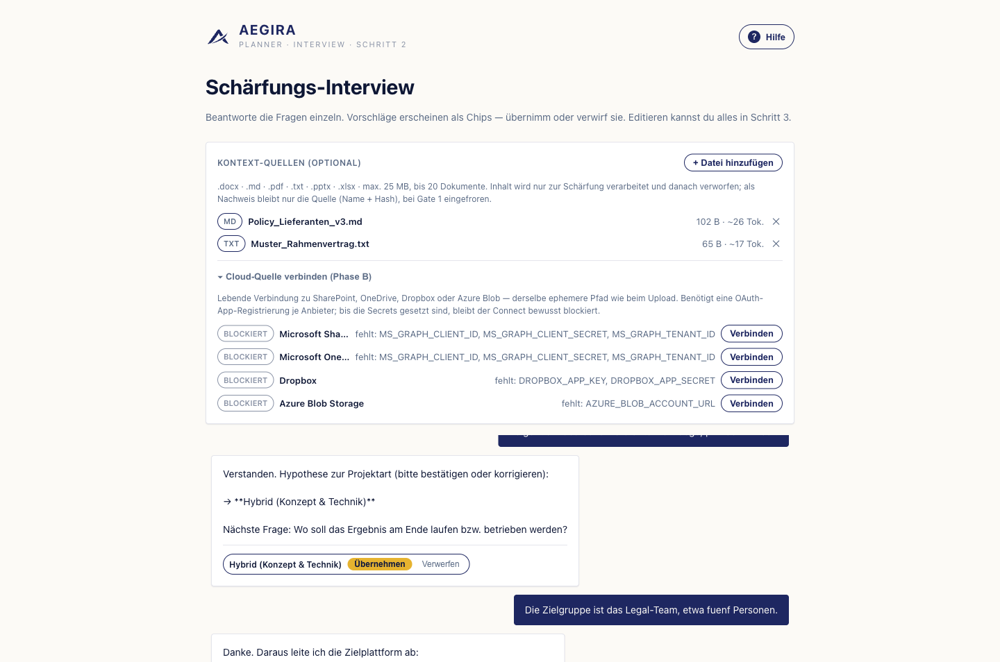 AEGIRA
PLANNER · INTERVIEW · SCHRITT 2
? Hilfe
Schärfungs-Interview
Beantworte die Fragen einzeln. Vorschläge erscheinen als Chips — übernimm oder verwirf sie. Editieren kannst du alles in Schritt 3.
KONTEXT-QUELLEN (OPTIONAL)
+ Datei hinzufügen
.docx · .md · .pdf · .txt · .pptx · .xlsx · max. 25 MB, bis 20 Dokumente. Inhalt wird nur zur Schärfung verarbeitet und danach verworfen; als
Nachweis bleibt nur die Quelle (Name + Hash), bei Gate 1 eingefroren.
MD Policy_Lieferanten_v3.md 102 B · ~26 Tok. ×
TXT Muster_Rahmenvertrag.txt 65 B · ~17 Tok. ×
Cloud-Quelle verbinden (Phase B)
Lebende Verbindung zu SharePoint, OneDrive, Dropbox oder Azure Blob — derselbe ephemere Pfad wie beim Upload. Benötigt eine OAuth-
App-Registrierung je Anbieter; bis die Secrets gesetzt sind, bleibt der Connect bewusst blockiert.
BLOCKIERT Microsoft Sha... fehlt: MS_GRAPH_CLIENT_ID, MS_GRAPH_CLIENT_SECRET, MS_GRAPH_TENANT_ID Verbinden
BLOCKIERT Microsoft One... fehlt: MS_GRAPH_CLIENT_ID, MS_GRAPH_CLIENT_SECRET, MS_GRAPH_TENANT_ID Verbinden
BLOCKIERT Dropbox fehlt: DROPBOX_APP_KEY, DROPBOX_APP_SECRET Verbinden
BLOCKIERT Azure Blob Storage fehlt: AZURE_BLOB_ACCOUNT_URL Verbinden
Verstanden. Hypothese zur Projektart (bitte bestätigen oder korrigieren):
→ **Hybrid (Konzept & Technik)**
Nächste Frage: Wo soll das Ergebnis am Ende laufen bzw. betrieben werden?
Hybrid (Konzept & Technik) Übernehmen Verwerfen
Die Zielgruppe ist das Legal-Team, etwa fuenf Personen.
Danke. Daraus leite ich die Zielplattform ab: